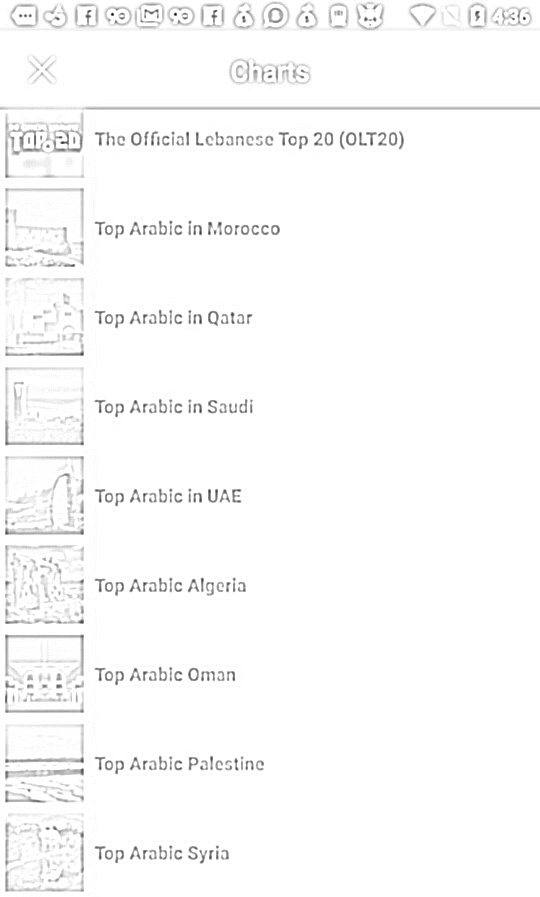 4:36
Charts
TOP 20
The Official Lebanese Top 20 (OLT20)
Top Arabic in Morocco
Top Arabic in Qatar
Top Arabic in Saudi
Top Arabic in UAE
Top Arabic Algeria
Top Arabic Oman
Top Arabic Palestine
Top Arabic Syria